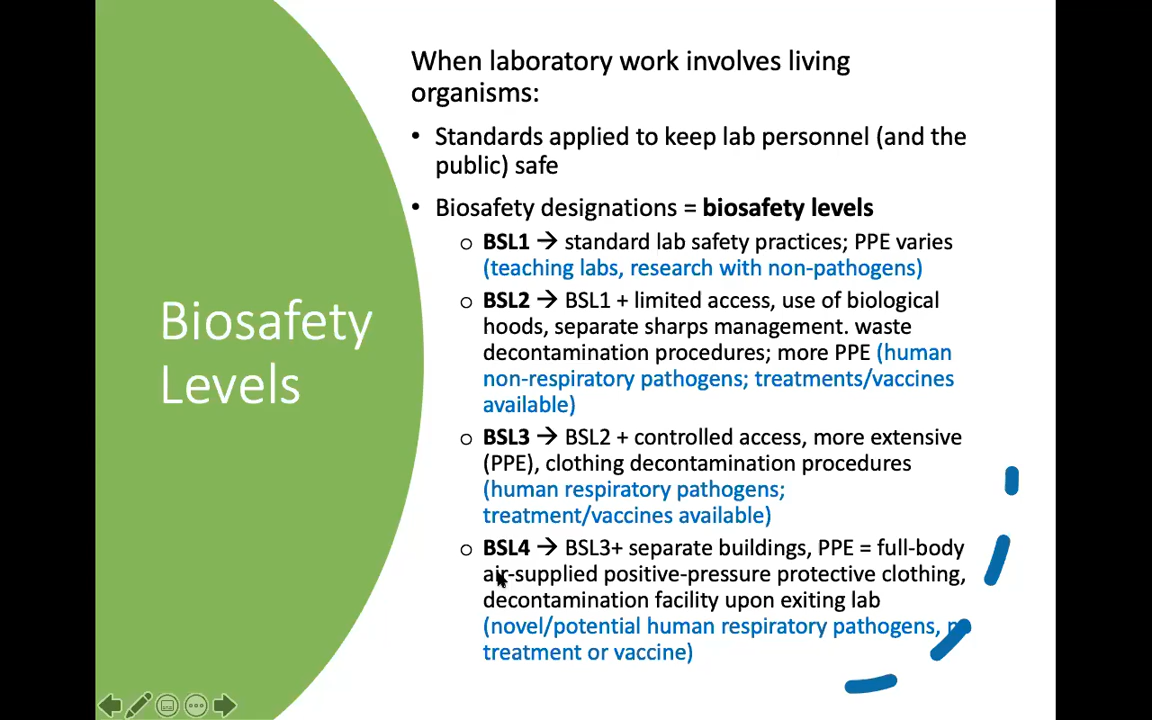 When laboratory work involves living
organisms:
• Standards applied to keep lab personnel (and the
public) safe
• Biosafety designations = biosafety levels
o BSL1 → standard lab safety practices; PPE varies
(teaching labs, research with non-pathogens)
o BSL2 → BSL1 + limited access, use of biological
hoods, separate sharps management. waste
decontamination procedures; more PPE (human
non-respiratory pathogens; treatments/vaccines
available)
o BSL3 → BSL2 + controlled access, more extensive
(PPE), clothing decontamination procedures
(human respiratory pathogens;
treatment/vaccines available)
o BSL4 → BSL3+ separate buildings, PPE = full-body
air-supplied positive-pressure protective clothing,
decontamination facility upon exiting lab
(novel/potential human respiratory pathogens,
treatment or vaccine)
Biosafety
Levels